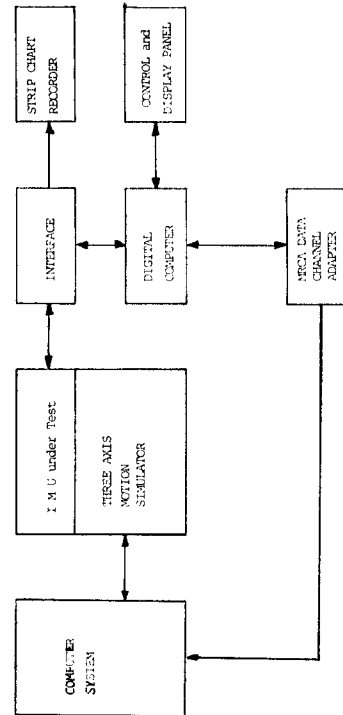 COMPUTER
SYSTEM
I M U under Test
THREE AXIS
MOTION
SIMULATOR
INTERFACE
STRIP CHART
RECORDER
DIGITAL
COMPUTER
CONTROL and
DISPLAY PANEL
MRCA DATA
CHANNEL
ADAPTER